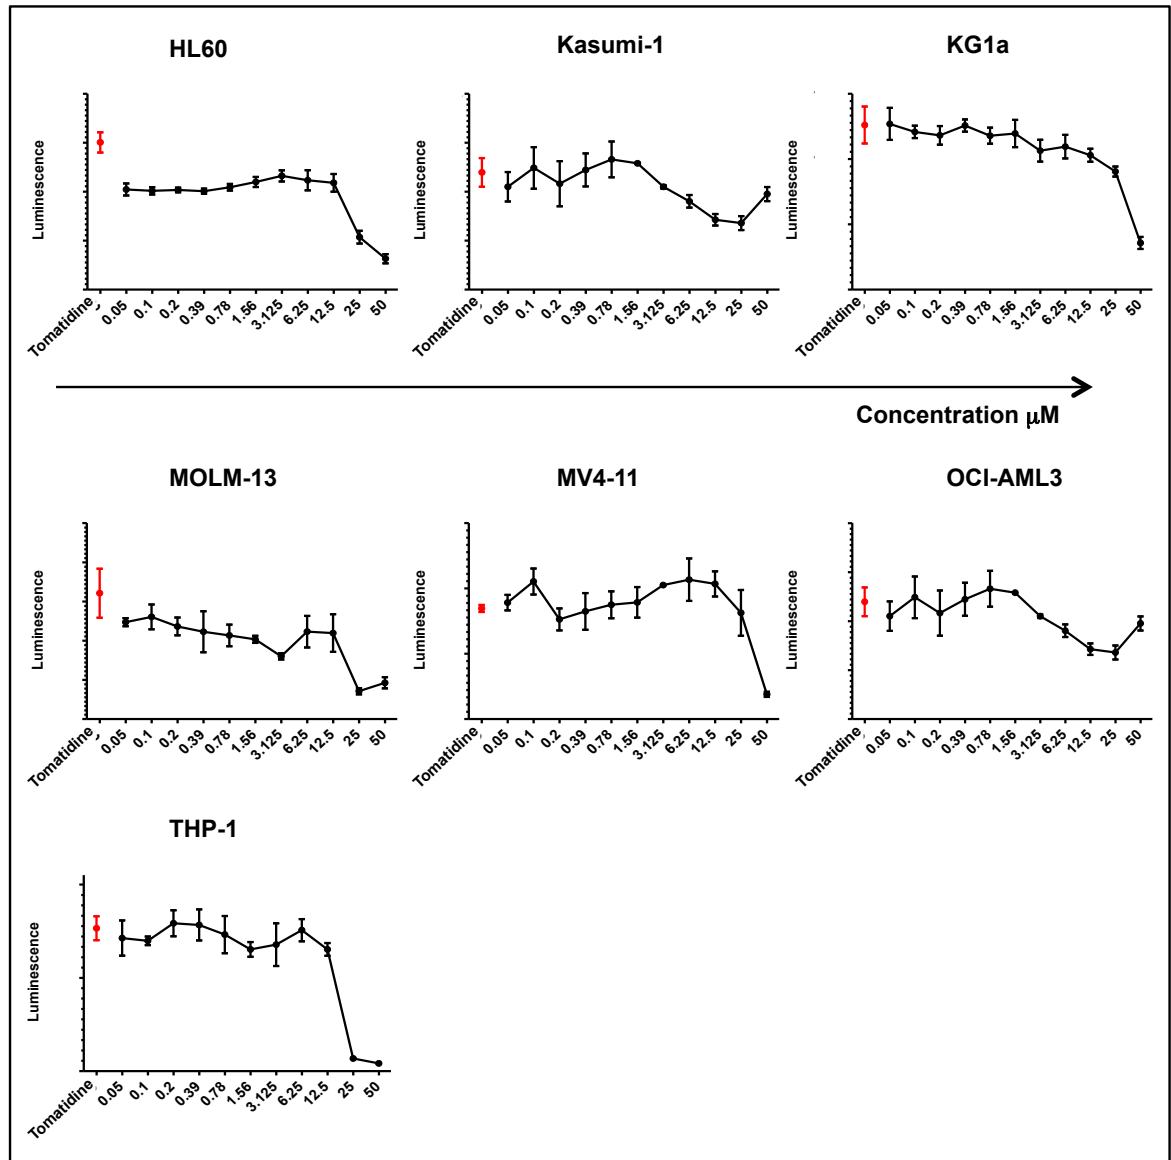 HL60 Kasumi-1 KG1a
Luminescence Luminescence Luminescence
Tomatidine 0.05 0.1 0.2 0.39 0.78 1.56 3.125 6.25 12.5 25 50
Tomatidine 0.05 0.1 0.2 0.39 0.78 1.56 3.125 6.25 12.5 25 50
Tomatidine 0.05 0.1 0.2 0.39 0.78 1.56 3.125 6.25 12.5 25 50
Concentration μM
MOLM-13 MV4-11 OCI-AML3
Luminescence Luminescence Luminescence
Tomatidine 0.05 0.1 0.2 0.39 0.78 1.56 3.125 6.25 12.5 25 50
Tomatidine 0.05 0.1 0.2 0.39 0.78 1.56 3.125 6.25 12.5 25 50
Tomatidine 0.05 0.1 0.2 0.39 0.78 1.56 3.125 6.25 12.5 25 50
THP-1
Luminescence
Tomatidine 0.05 0.1 0.2 0.39 0.78 1.56 3.125 6.25 12.5 25 50